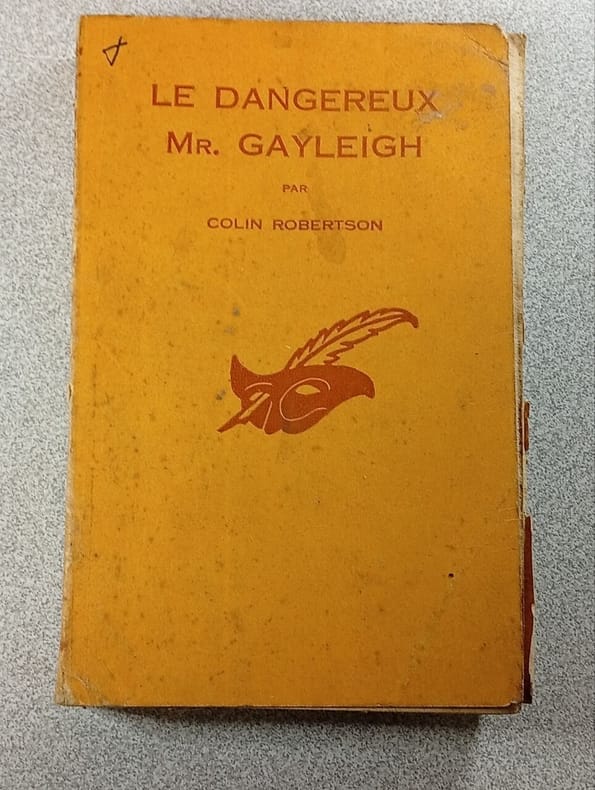 LE DANGEREUX
MR. GAYLEIGH
PAR
COLIN ROBERTSON